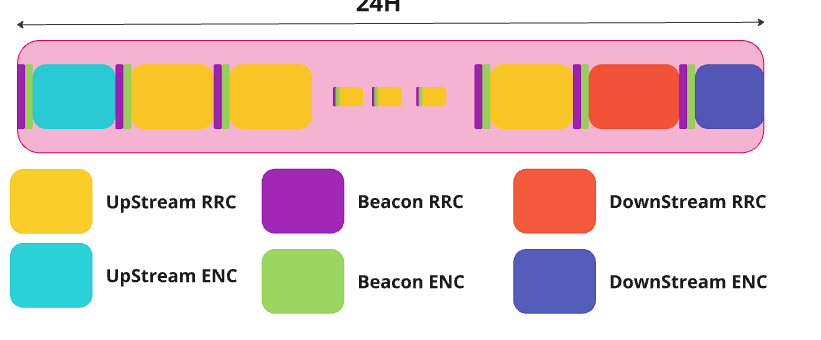 24H
UpStream RRC
Beacon RRC
DownStream RRC
UpStream ENC
Beacon ENC
DownStream ENC